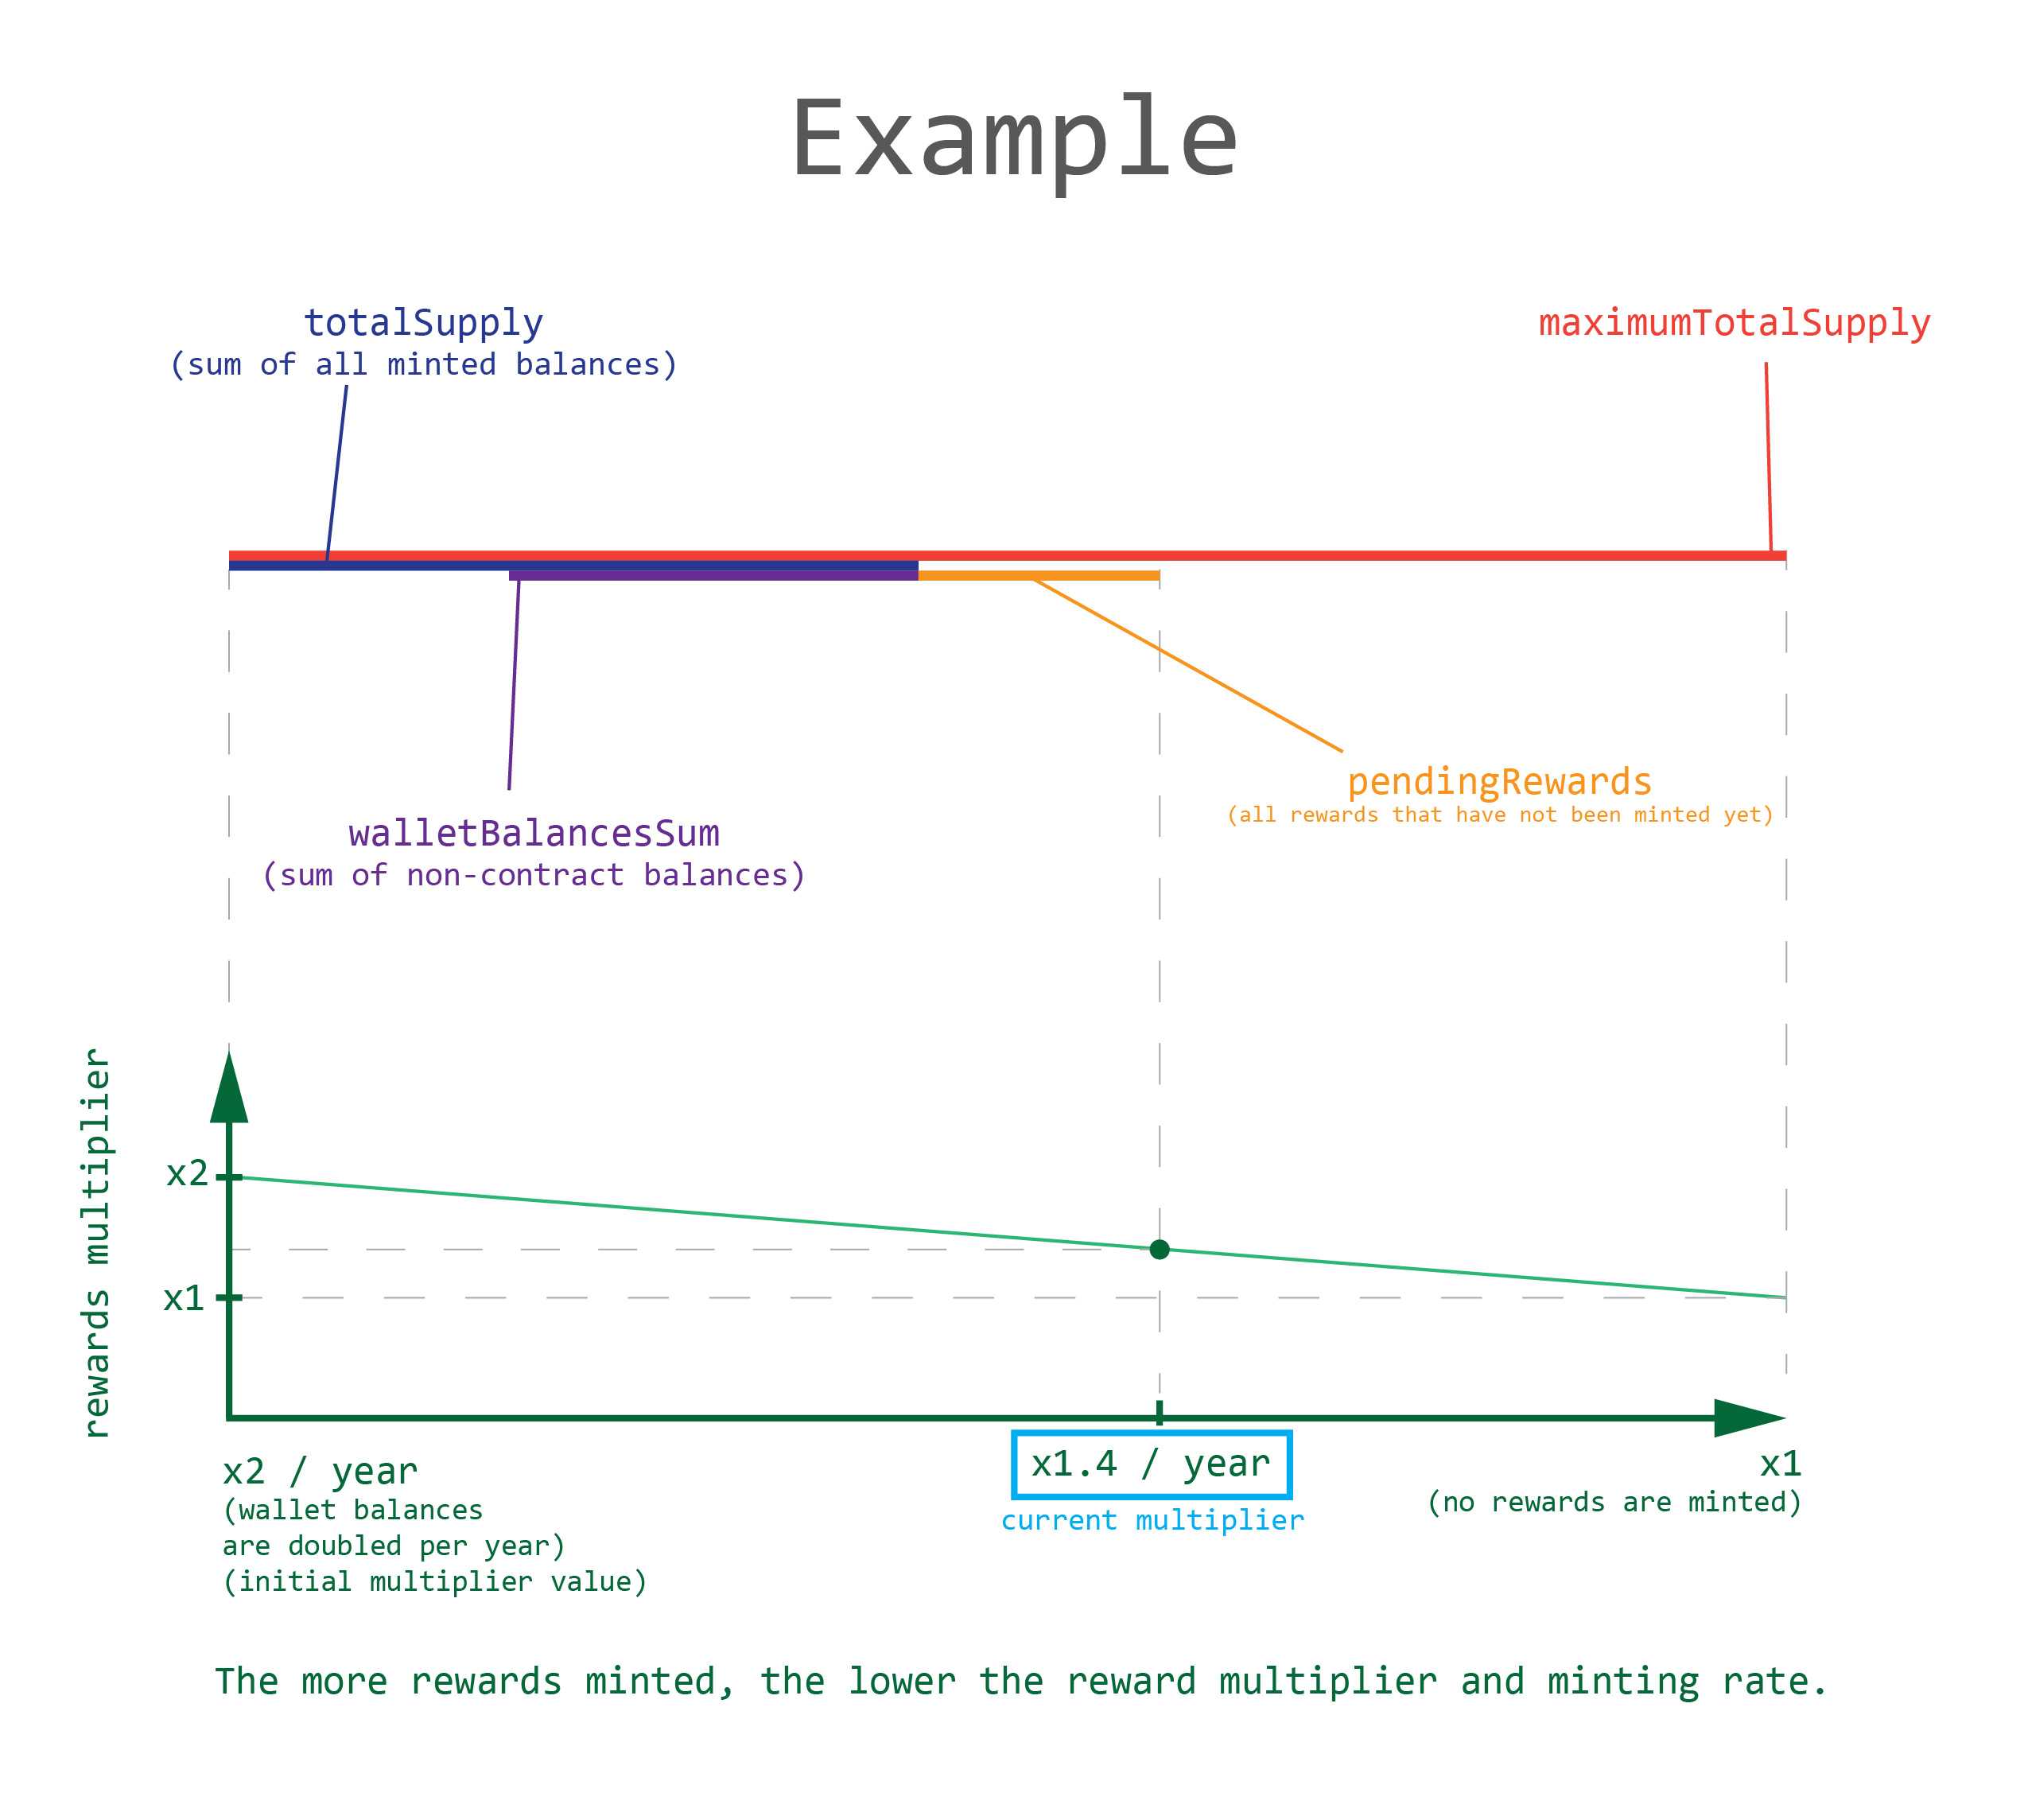 Example
totalSupply
(sum of all minted balances)
maximumTotalSupply
pendingRewards
(all rewards that have not been minted yet)
walletBalancesSum
(sum of non-contract balances)
rewards multiplier
x2
x1
x2 / year
(wallet balances
are doubled per year)
(initial multiplier value)
x1.4 / year
current multiplier
x1
(no rewards are minted)
The more rewards minted, the lower the reward multiplier and minting rate.